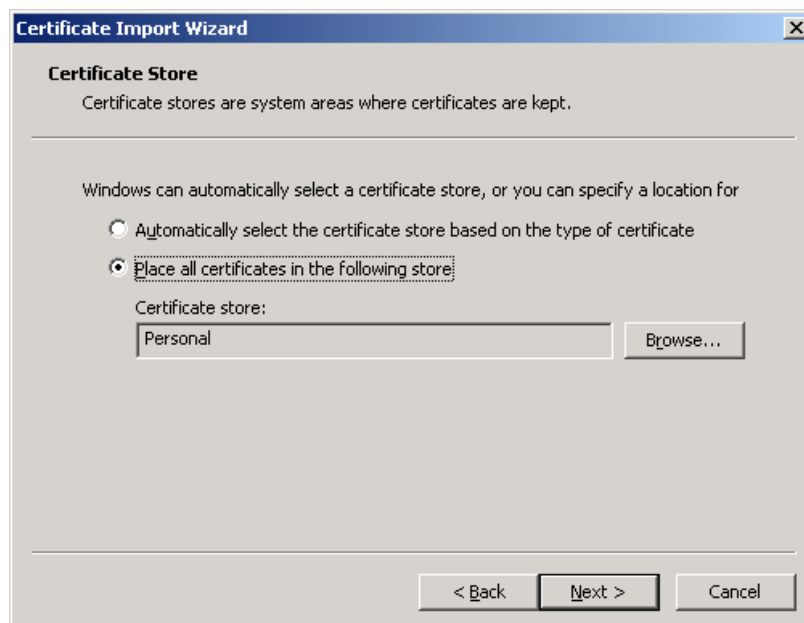 Certificate Import Wizard
Certificate Store
Certificate stores are system areas where certificates are kept.
Windows can automatically select a certificate store, or you can specify a location for
Automatically select the certificate store based on the type of certificate
Place all certificates in the following store
Certificate store:
Personal
Browse...
< Back
Next >
Cancel